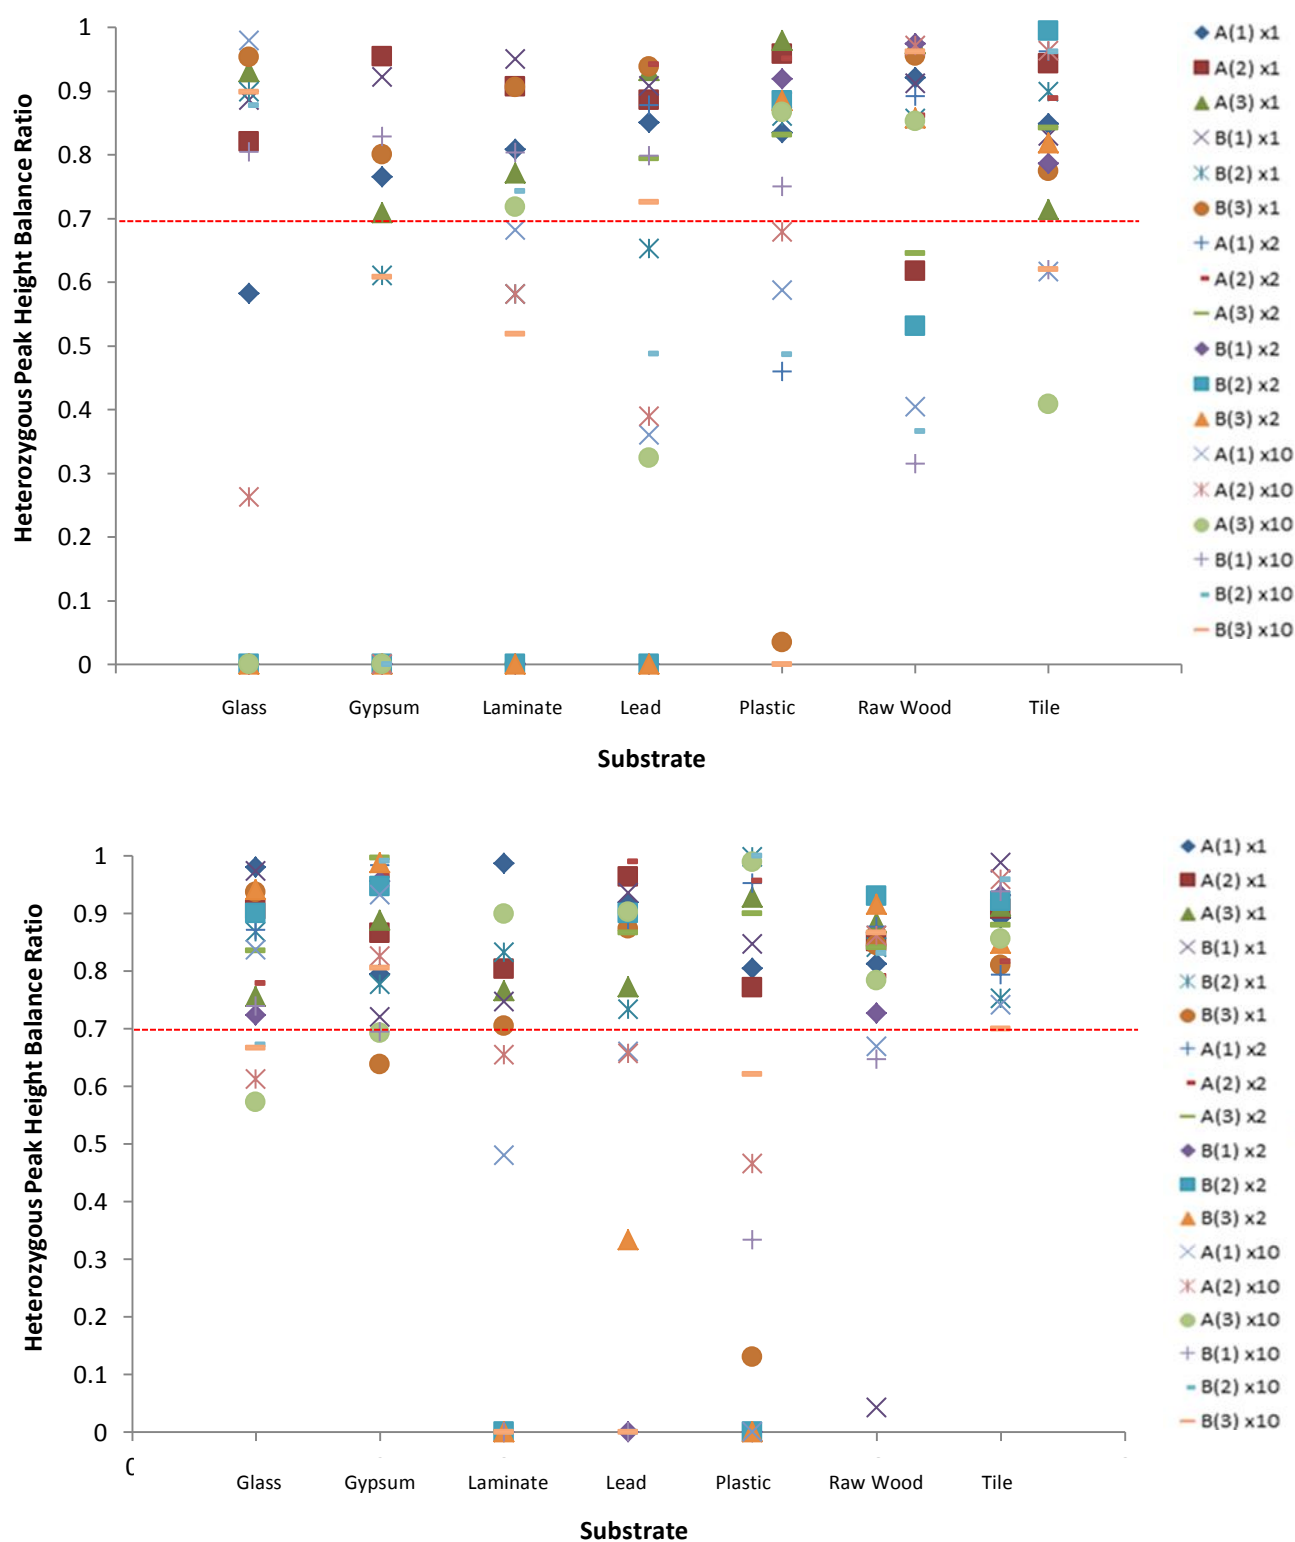 Heterozygous Peak Height Balance Ratio
1
0.9
0.8
0.7
0.6
0.5
0.4
0.3
0.2
0.1
0
Glass Gypsum Laminate Lead Plastic Raw Wood Tile
Substrate
A(1) x1
A(2) x1
A(3) x1
B(1) x1
B(2) x1
B(3) x1
A(1) x2
A(2) x2
A(3) x2
B(1) x2
B(2) x2
B(3) x2
A(1) x10
A(2) x10
A(3) x10
B(1) x10
B(2) x10
B(3) x10
Heterozygous Peak Height Balance Ratio
1
0.9
0.8
0.7
0.6
0.5
0.4
0.3
0.2
0.1
0
Glass Gypsum Laminate Lead Plastic Raw Wood Tile
Substrate
A(1) x1
A(2) x1
A(3) x1
B(1) x1
B(2) x1
B(3) x1
A(1) x2
A(2) x2
A(3) x2
B(1) x2
B(2) x2
B(3) x2
A(1) x10
A(2) x10
A(3) x10
B(1) x10
B(2) x10
B(3) x10